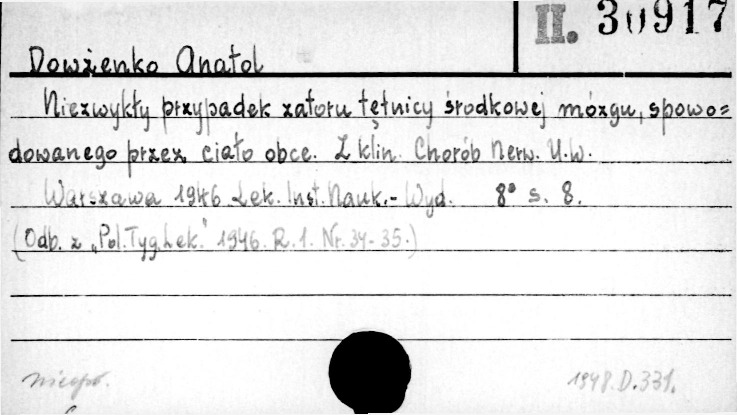 II. 30917
Dowżenko Anatol
Niezwykły przypadek zatoru tętnicy środkowej mózgu, spowo=
dowanego przez ciało obce. Z klin. Chorób Nerw. U.W.
Warszawa 1946 Lek. Inst. Nauk.-Wyd. 8° s. 8.
(Odb. z „Pol.Tyg.Lek." 1946. R. 1. Nr. 34-35.)
1948.D.331.